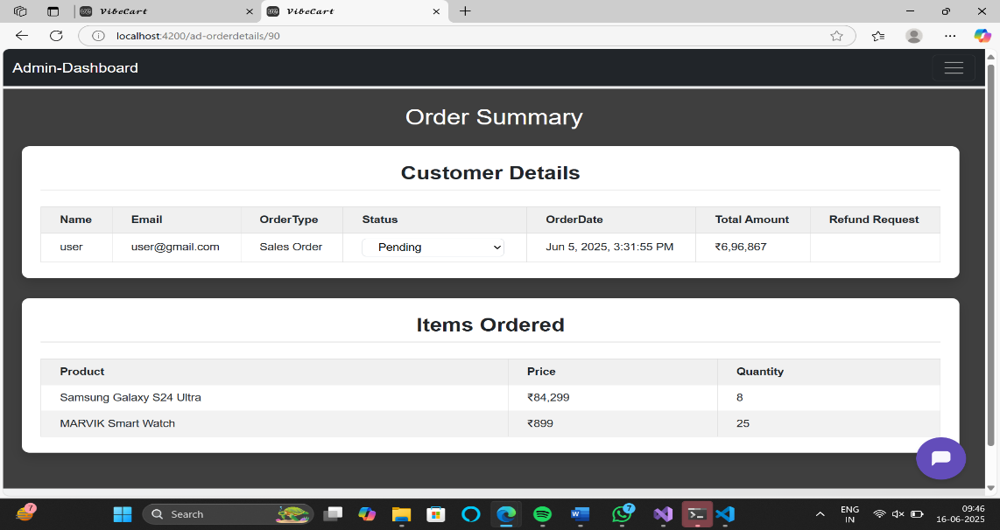 VibeCart
VibeCart
localhost:4200/ad-orderdetails/90
Admin-Dashboard
Order Summary
Customer Details
Name Email OrderType Status OrderDate Total Amount Refund Request
user user@gmail.com Sales Order Pending Jun 5, 2025, 3:31:55 PM ₹6,96,867
Items Ordered
Product Price Quantity
Samsung Galaxy S24 Ultra ₹84,299 8
MARVIK Smart Watch ₹899 25
7
Search
7
ENG
IN
09:46
16-06-2025